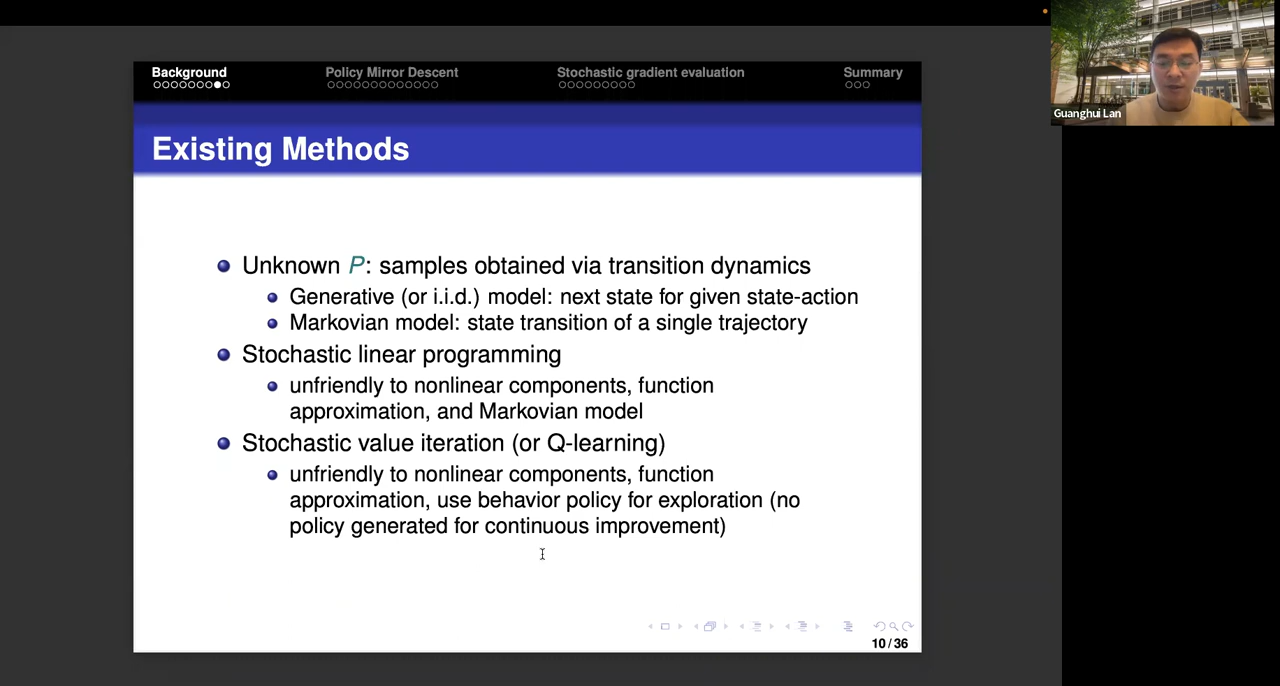 Background Policy Mirror Descent Stochastic gradient evaluation Summary
Guanghui Lan
Existing Methods
Unknown P: samples obtained via transition dynamics
Generative (or i.i.d.) model: next state for given state-action
Markovian model: state transition of a single trajectory
Stochastic linear programming
unfriendly to nonlinear components, function
approximation, and Markovian model
Stochastic value iteration (or Q-learning)
unfriendly to nonlinear components, function
approximation, use behavior policy for exploration (no
policy generated for continuous improvement)
10 / 36